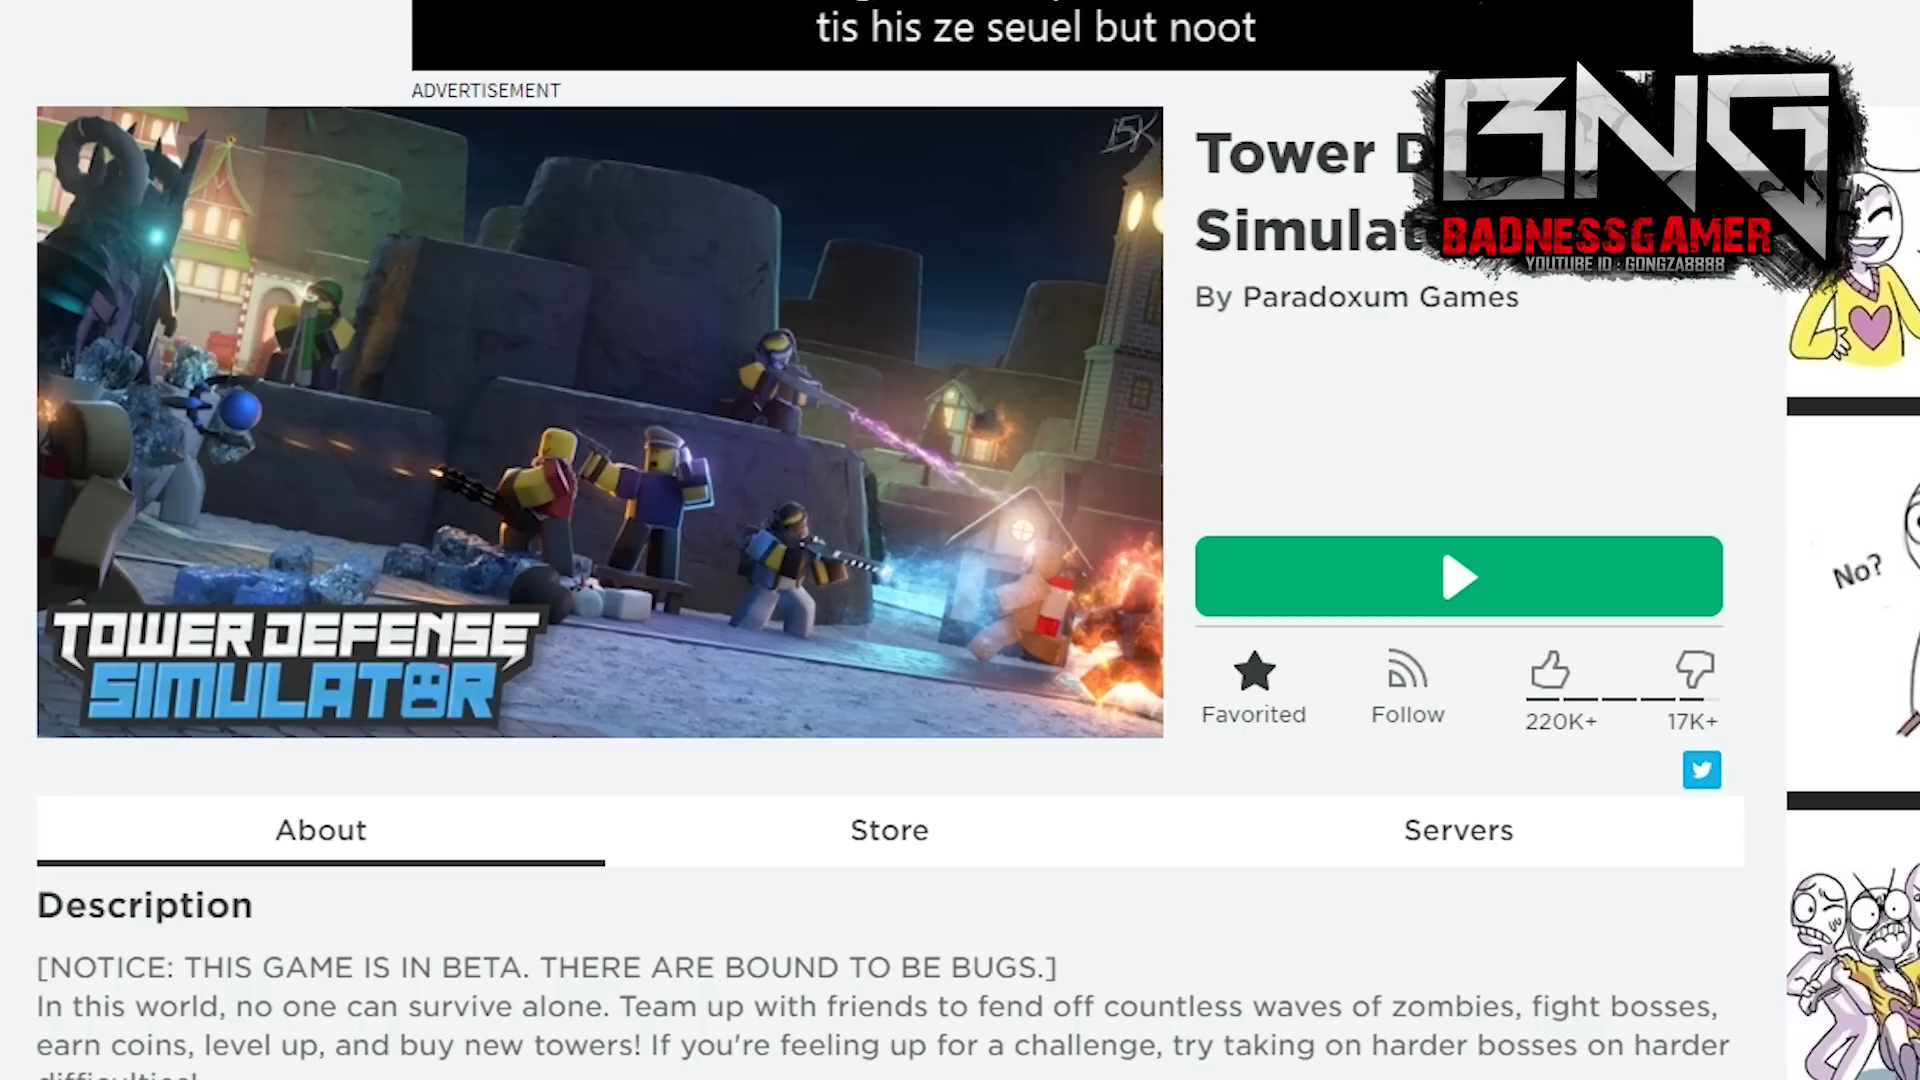 tis his ze seuel but noot
ADVERTISEMENT
i5K
Tower D
Simulat
BNG
BADNESSGAMER
YOUTUBE ID : GONGZA8888
By Paradoxum Games
TOWER DEFENSE
SIMULATOR
No?
Favorited
Follow
220K+
17K+
About
Store
Servers
Description
[NOTICE: THIS GAME IS IN BETA. THERE ARE BOUND TO BE BUGS.]
In this world, no one can survive alone. Team up with friends to fend off countless waves of zombies, fight bosses,
earn coins, level up, and buy new towers! If you're feeling up for a challenge, try taking on harder bosses on harder